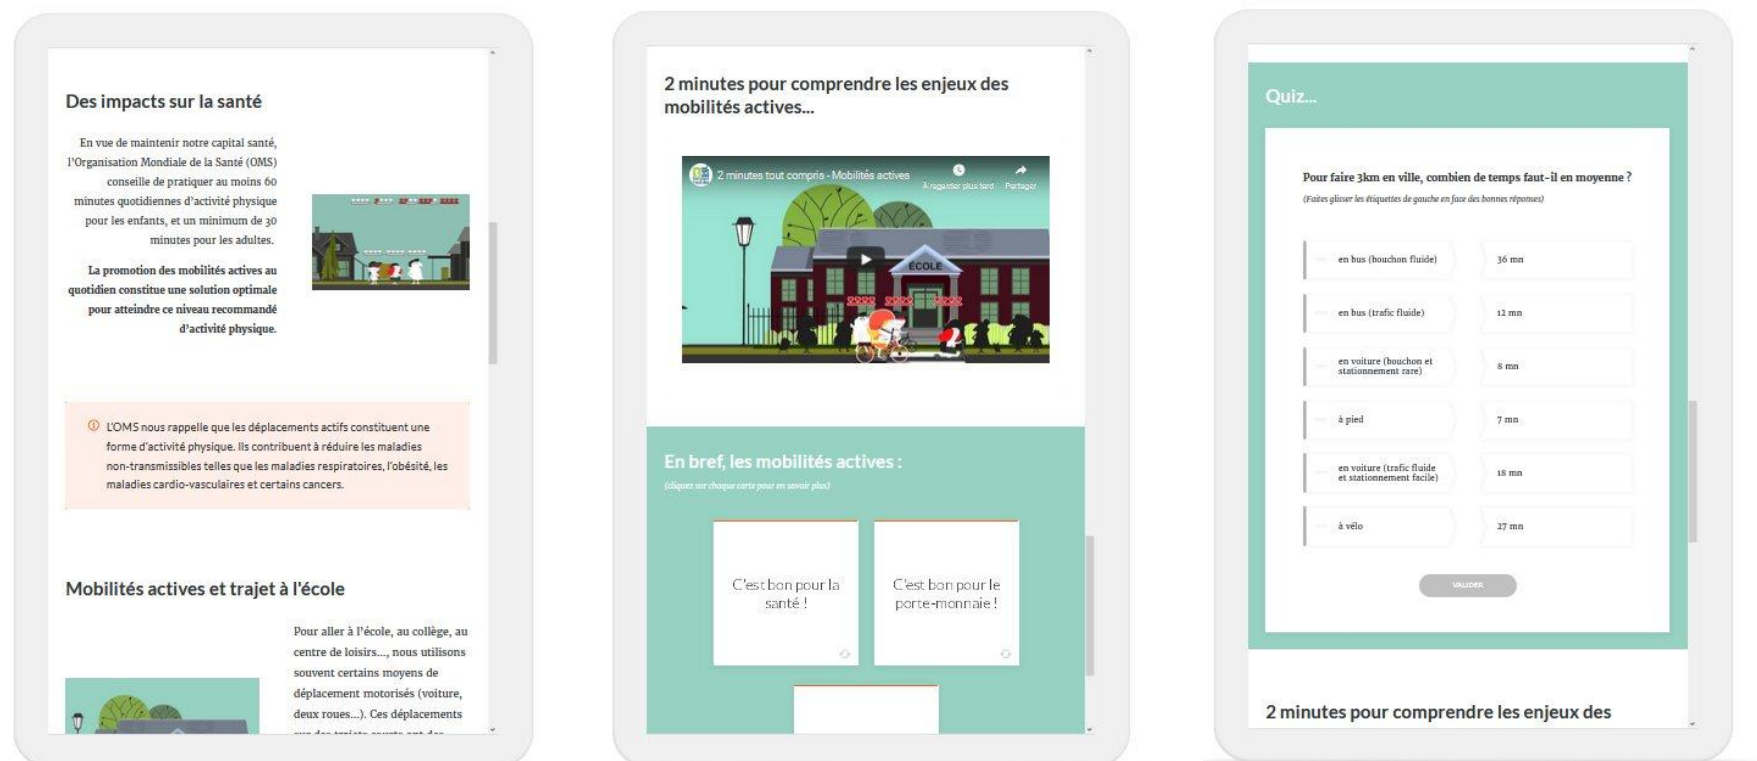 Des impacts sur la santé
En vue de maintenir notre capital santé,
l'Organisation Mondiale de la Santé (OMS)
conseille de pratiquer au moins 60
minutes quotidiennes d'activité physique
pour les enfants, et un minimum de 30
minutes pour les adultes.
La promotion des mobilités actives au
quotidien constitue une solution optimale
pour atteindre ce niveau recommandé
d'activité physique.
L'OMS nous rappelle que les déplacements actifs constituent une
forme d'activité physique. Ils contribuent à réduire les maladies
non-transmissibles telles que les maladies respiratoires, l'obésité, les
maladies cardio-vasculaires et certains cancers.
Mobilités actives et trajet à l'école
Pour aller à l'école, au collège, au
centre de loisirs..., nous utilisons
souvent certains moyens de
déplacement motorisés (voiture,
deux roues...). Ces déplacements
2 minutes pour comprendre les enjeux des
mobilités actives...
2 minutes tout compris - Mobilités actives
À regarder plus tard
Partager
ÉCOLE
En bref, les mobilités actives :
(cliquez sur chaque carte pour en savoir plus)
C'est bon pour la
santé !
C'est bon pour le
porte-monnaie !
Quiz...
Pour faire 3km en ville, combien de temps faut-il en moyenne ?
(Faites glisser les étiquettes de gauche en face des bonnes réponses)
en bus (bouchon fluide)
36 mn
en bus (trafic fluide)
12 mn
en voiture (bouchon et
stationnement rare)
8 mn
à pied
7 mn
en voiture (trafic fluide
et stationnement facile)
18 mn
à vélo
27 mn
VALIDER
2 minutes pour comprendre les enjeux des